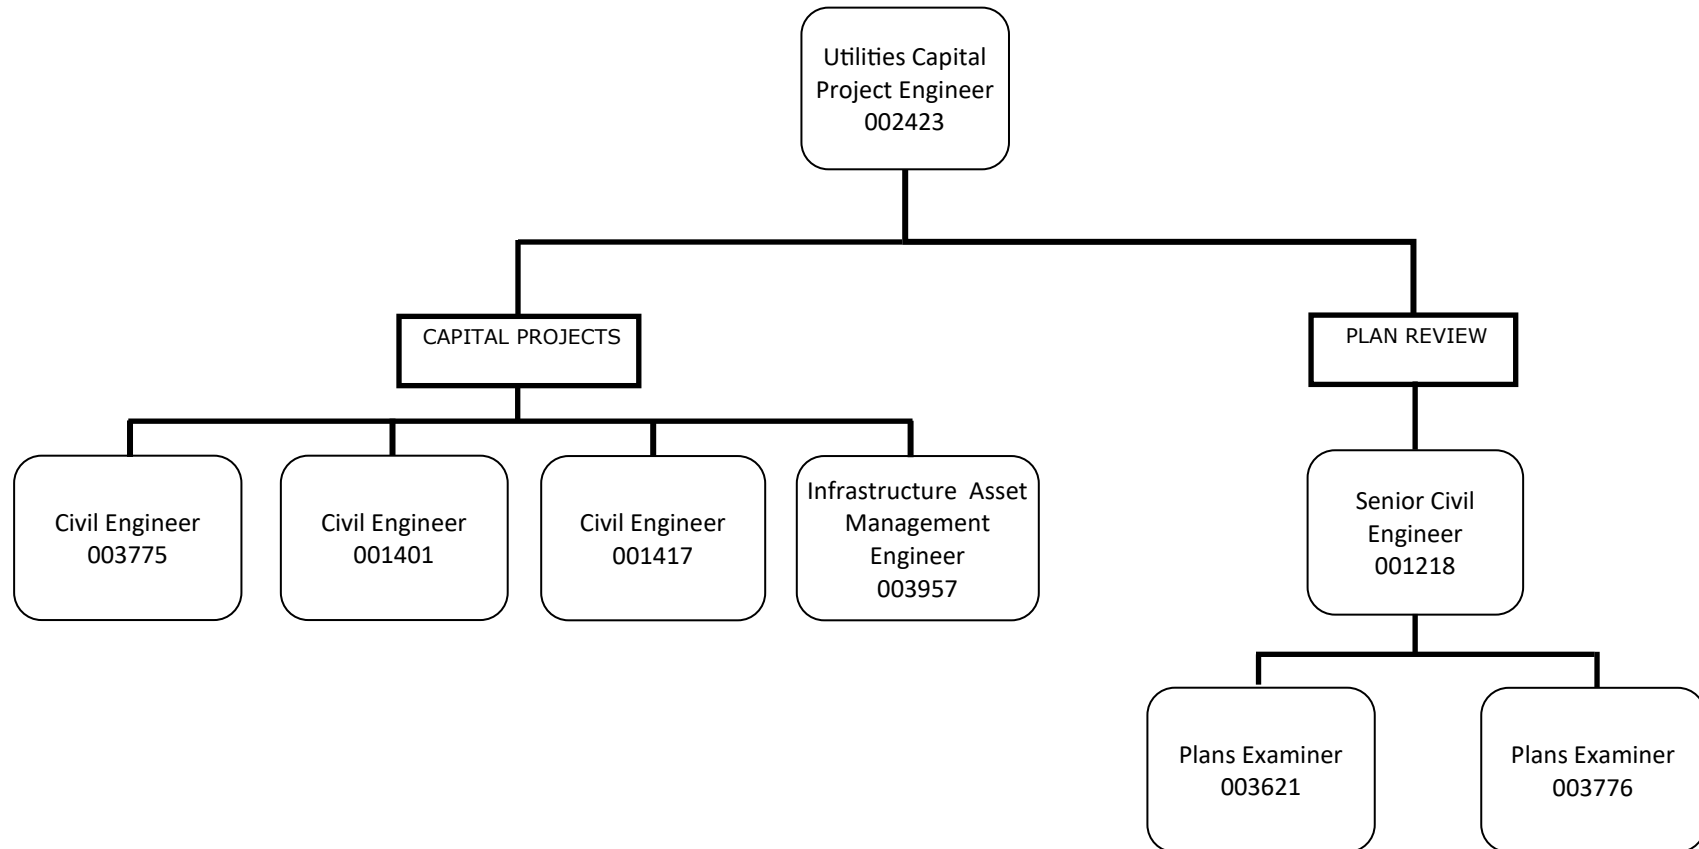 Utilities Capital
Project Engineer
002423
CAPITAL PROJECTS
PLAN REVIEW
Civil Engineer
003775
Civil Engineer
001401
Civil Engineer
001417
Infrastructure  Asset
Management
Engineer
003957
Senior Civil
Engineer
001218
Plans Examiner
003621
Plans Examiner
003776